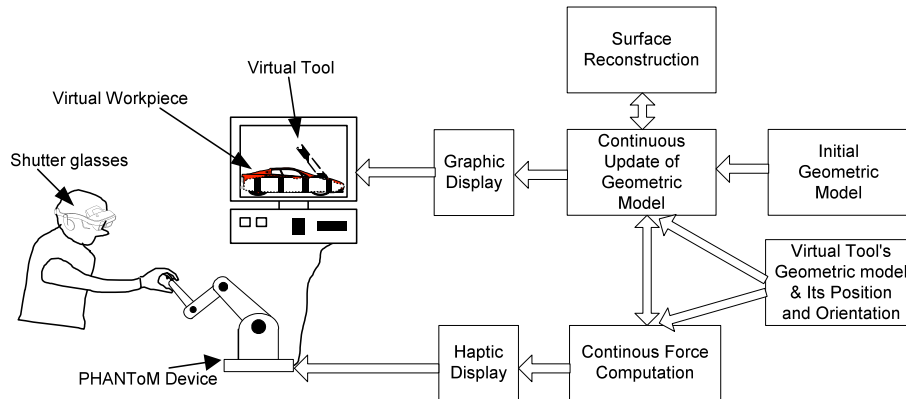 Surface
Reconstruction
Virtual Tool
Virtual Workpiece
Shutter glasses
Graphic
Display
Continuous
Update of
Geometric
Model
Initial
Geometric
Model
Virtual Tool's
Geometric model
& Its Position
and Orientation
PHANToM Device
Haptic
Display
Continous Force
Computation